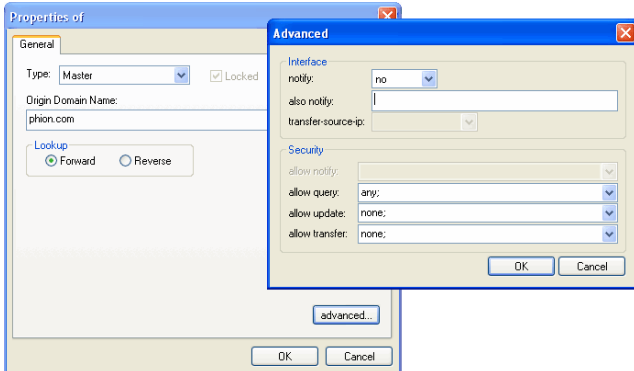 Properties of
General
Type: Master Locked
Origin Domain Name:
phion.com
Lookup
Forward Reverse
advanced...
OK Cancel
Advanced
Interface
notify: no
also notify:
transfer-source-ip:
Security
allow notify:
allow query: any;
allow update: none;
allow transfer: none;
OK Cancel